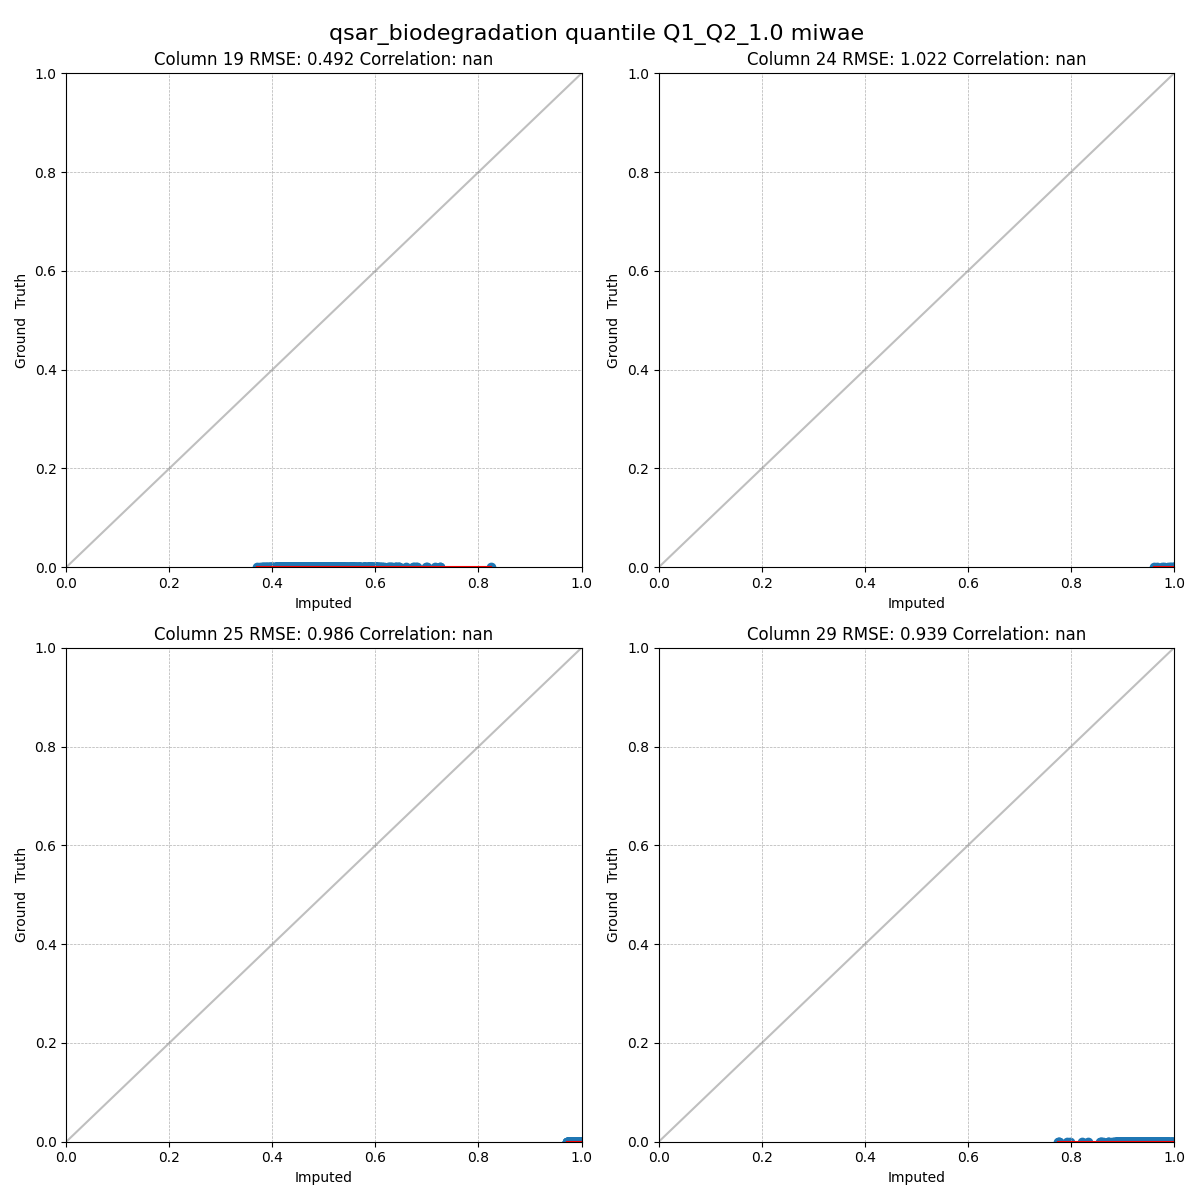 qsar_biodegradation quantile Q1_Q2_1.0 miwae
Column 19 RMSE: 0.492 Correlation: nan
1.0
0.8
0.6
0.4
0.2
0.0
Ground Truth
0.0 0.2 0.4 0.6 0.8 1.0
Imputed
Column 24 RMSE: 1.022 Correlation: nan
1.0
0.8
0.6
0.4
0.2
0.0
Ground Truth
0.0 0.2 0.4 0.6 0.8 1.0
Imputed
Column 25 RMSE: 0.986 Correlation: nan
1.0
0.8
0.6
0.4
0.2
0.0
Ground Truth
0.0 0.2 0.4 0.6 0.8 1.0
Imputed
Column 29 RMSE: 0.939 Correlation: nan
1.0
0.8
0.6
0.4
0.2
0.0
Ground Truth
0.0 0.2 0.4 0.6 0.8 1.0
Imputed